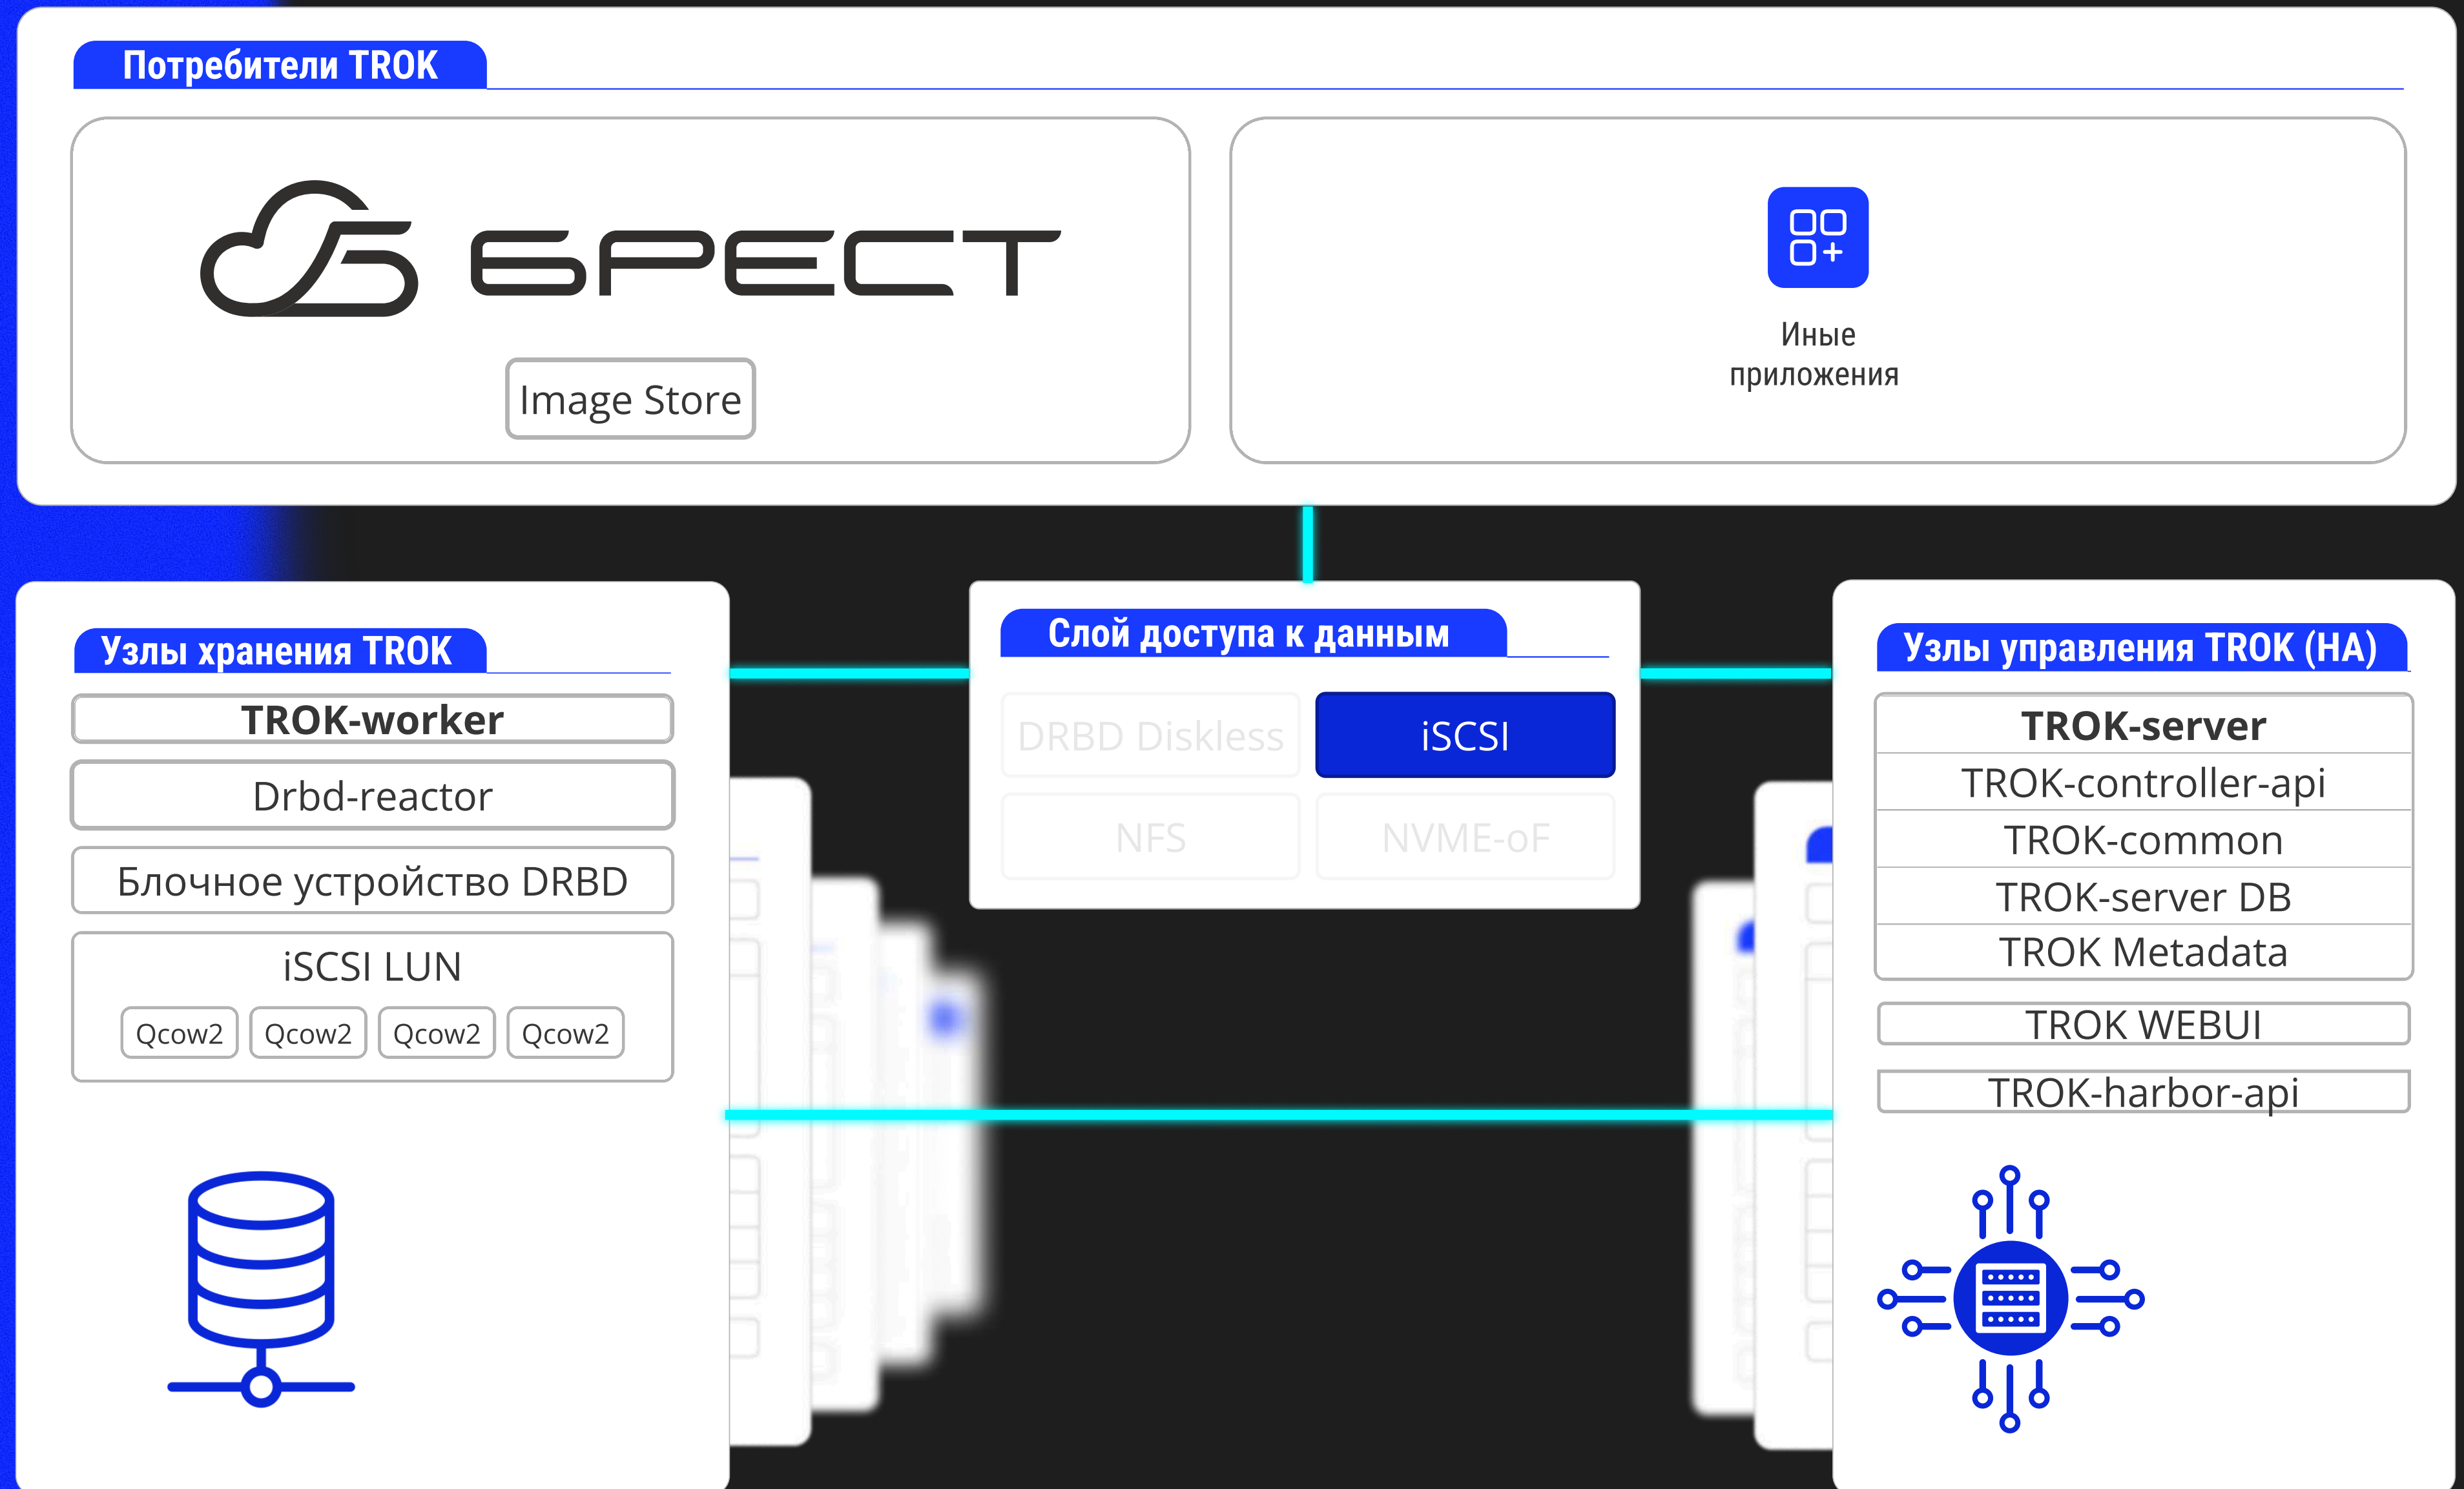 Потребители TROK
БРЕСТ
Image Store
Иные
приложения
Узлы хранения TROK
TROK-worker
Drbd-reactor
Блочное устройство DRBD
iSCSI LUN
Qcow2 Qcow2 Qcow2 Qcow2
Слой доступа к данным
DRBD Diskless iSCSI
NFS NVME-oF
Узлы управления TROK (HA)
TROK-server
TROK-controller-api
TROK-common
TROK-server DB
TROK Metadata
TROK WEBUI
TROK-harbor-api